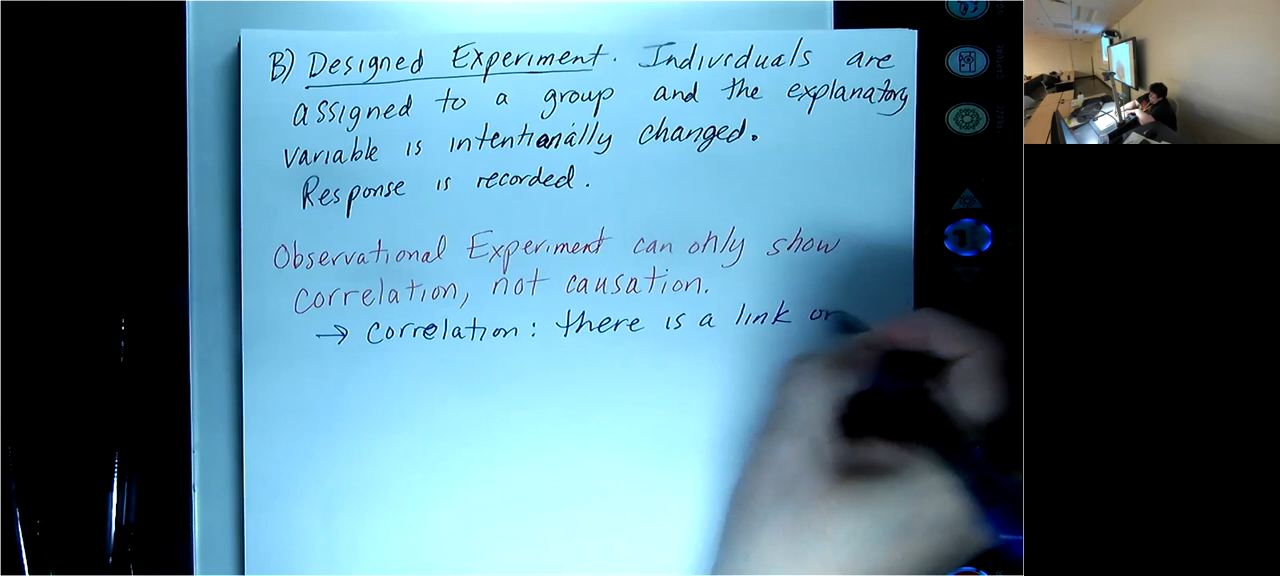 B) Designed Experiment. Individuals are
assigned to a group and the explanatory
variable is intentionally changed.
Response is recorded.
Observational Experiment can only show
correlation, not causation.
→ Correlation: there is a link or